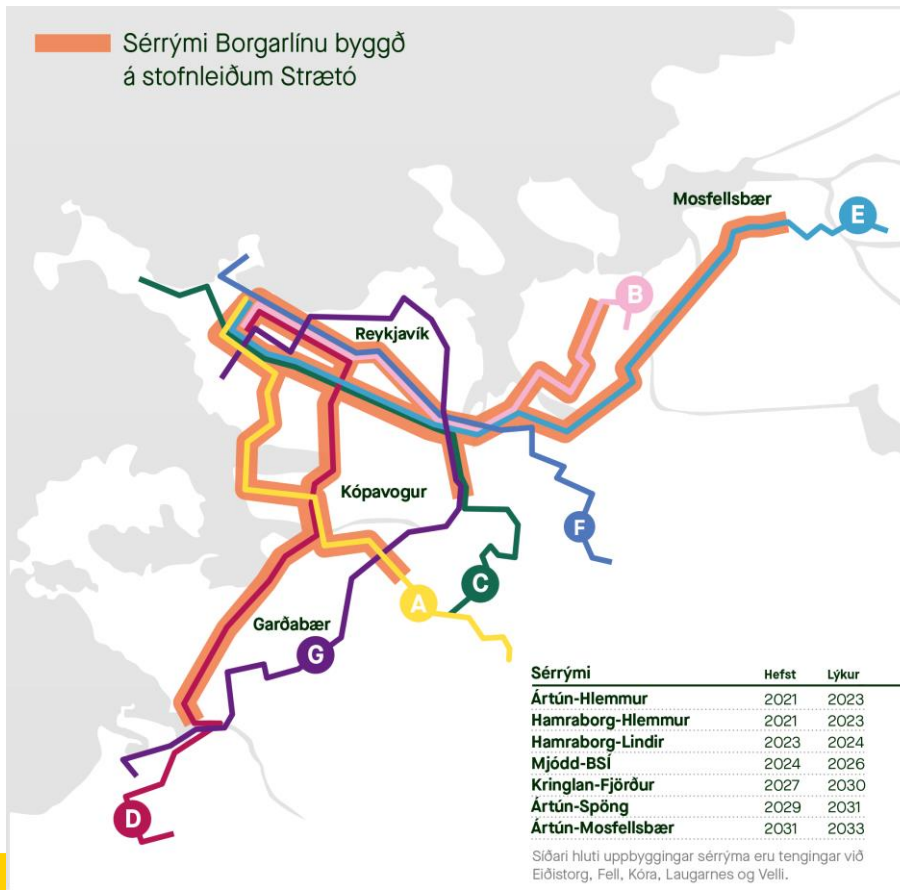 Sérrými Borgarlínu byggð
á stofnleiðum Strætó
Mosfellsbær
E
B
Reykjavík
Kópavogur
F
C
A
Garðabær
G
D
Sérrými Hefst Lýkur
Ártún-Hlemmur 2021 2023
Hamraborg-Hlemmur 2021 2023
Hamraborg-Lindir 2023 2024
Mjódd-BSÍ 2024 2026
Kringlan-Fjörður 2027 2030
Ártún-Spöng 2029 2031
Ártún-Mosfellsbær 2031 2033
Síðari hluti uppbyggingar sérrýma eru tengingar við
Eiðistorg, Fell, Kóra, Laugarnes og Velli.